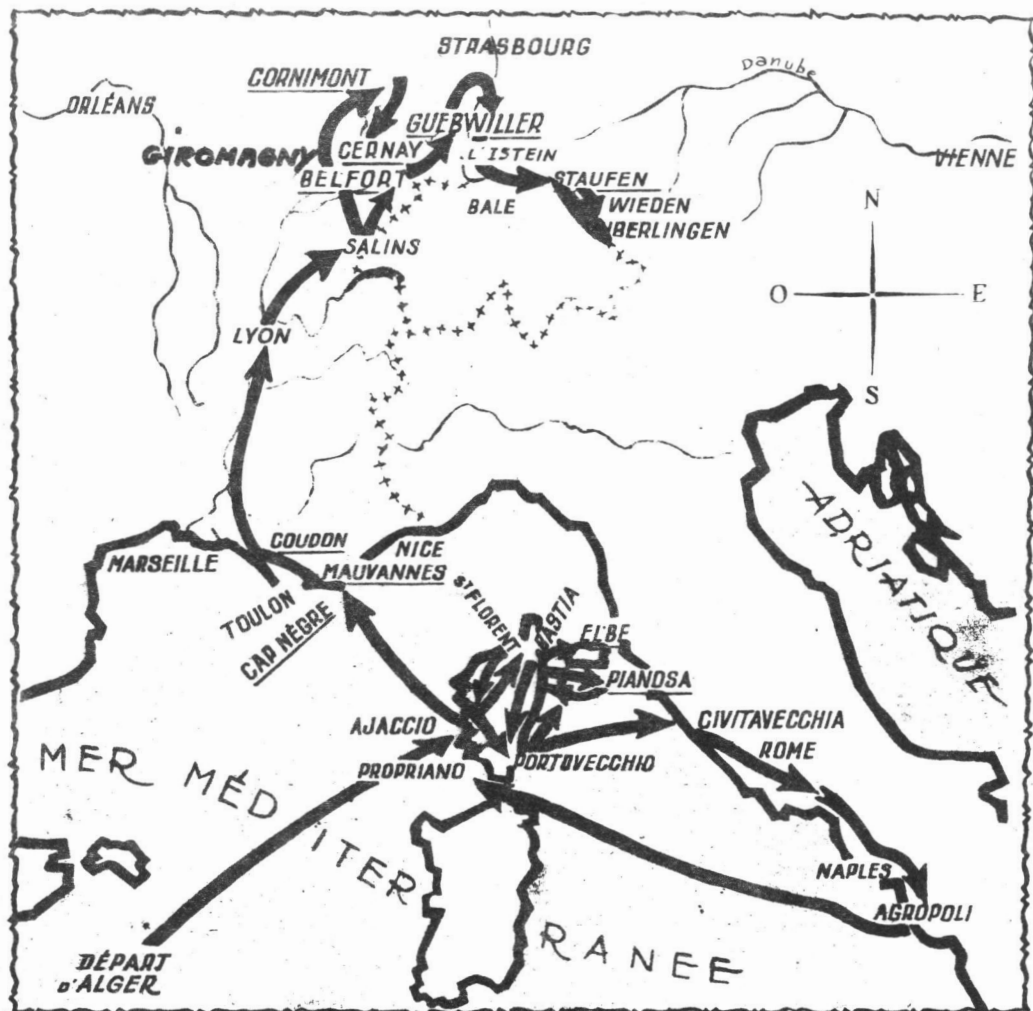 STRASBOURG
Danube
CORNIMONT
ORLÉANS
GUEBWILLER
GIROMAGNY
CERNAY
L'ISTEIN
VIENNE
BELFORT
STAUFEN
WIEDEN
BALE
IBERLINGEN
SALINS
N
O
E
S
LYON
ADRIATIQUE
COUDON
NICE
MARSEILLE
MAUVANNES
TOULON
CAP NÈGRE
ST FLORENT
BASTIA
ELBE
PIANOSA
AJACCIO
CIVITAVECCHIA
ROME
PROPRIANO
PORTOVECCHIO
MER MÉDITERRANEE
NAPLES
AGROPOLI
DÉPART
D'ALGER